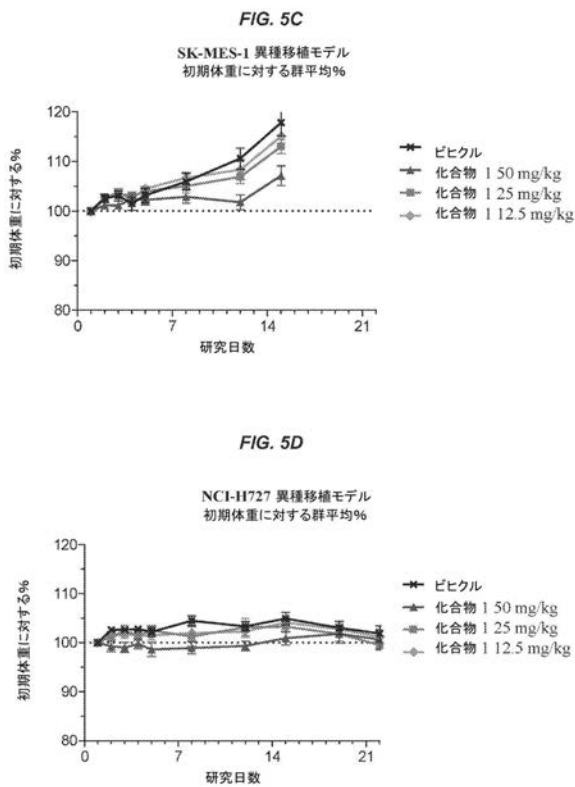 FIG. 5C
SK-MES-1 異種移植モデル
初期体重に対する群平均%
初期体重に対する%
120
110
100
90
80
0
7
14
21
研究日数
ビヒクル
化合物 1 50 mg/kg
化合物 1 25 mg/kg
化合物 1 12.5 mg/kg
FIG. 5D
NCI-H727 異種移植モデル
初期体重に対する群平均%
初期体重に対する%
120
110
100
90
80
0
7
14
21
研究日数
ビヒクル
化合物 1 50 mg/kg
化合物 1 25 mg/kg
化合物 1 12.5 mg/kg